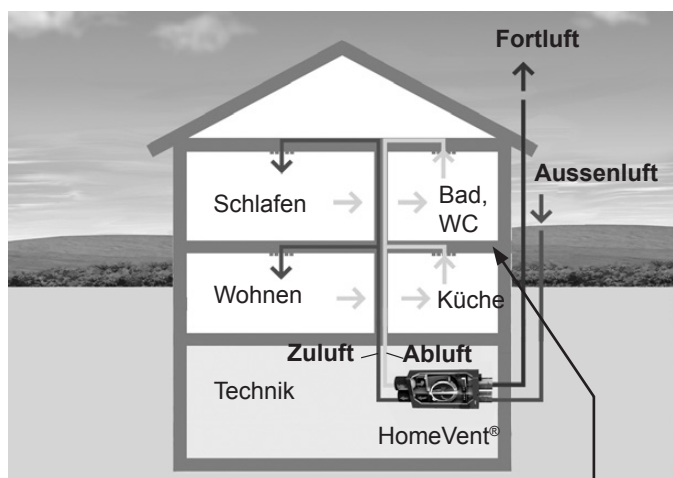 Fortluft
Aussenluft
Schlafen
Bad,
WC
Wohnen
Küche
Zuluft
Abluft
Technik
HomeVent®